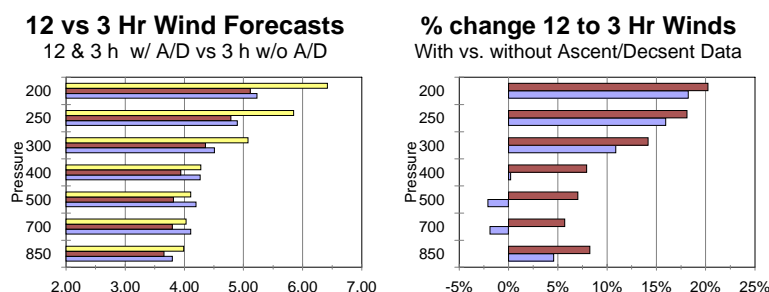 12 vs 3 Hr Wind Forecasts
12 & 3 h w/ A/D vs 3 h w/o A/D
Pressure
200
250
300
400
500
700
850
2.00 3.00 4.00 5.00 6.00 7.00
% change 12 to 3 Hr Winds
With vs. without Ascent/Decsent Data
Pressure
200
250
300
400
500
700
850
-5% 0% 5% 10% 15% 20% 25%